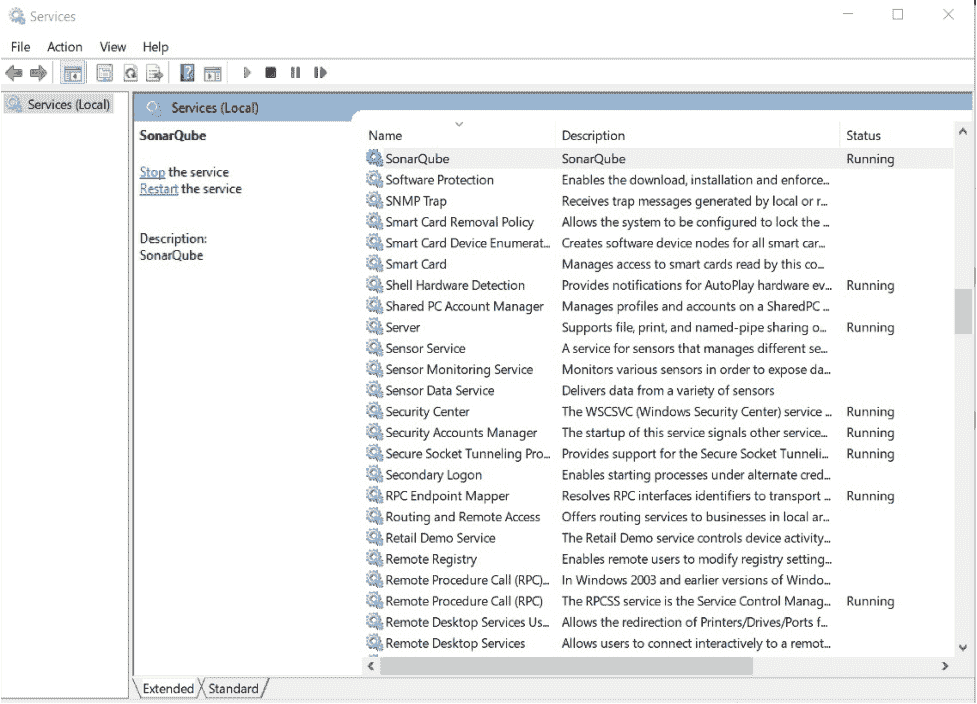 Services
File Action View Help
Services (Local)
Services (Local)
SonarQube
Stop the service
Restart the service
Description:
SonarQube
Name Description Status
SonarQube SonarQube Running
Software Protection Enables the download, installation and enforce...
SNMP Trap Receives trap messages generated by local or r...
Smart Card Removal Policy Allows the system to be configured to lock the ...
Smart Card Device Enumerat... Creates software device nodes for all smart car...
Smart Card Manages access to smart cards read by this co...
Shell Hardware Detection Provides notifications for AutoPlay hardware ev... Running
Shared PC Account Manager Manages profiles and accounts on a SharedPC ...
Server Supports file, print, and named-pipe sharing o... Running
Sensor Service A service for sensors that manages different se...
Sensor Monitoring Service Monitors various sensors in order to expose da...
Sensor Data Service Delivers data from a variety of sensors
Security Center The WSCSVC (Windows Security Center) service ... Running
Security Accounts Manager The startup of this service signals other service... Running
Secure Socket Tunneling Pro... Provides support for the Secure Socket Tunneli... Running
Secondary Logon Enables starting processes under alternate cred...
RPC Endpoint Mapper Resolves RPC interfaces identifiers to transport ... Running
Routing and Remote Access Offers routing services to businesses in local ar...
Retail Demo Service The Retail Demo service controls device activity...
Remote Registry Enables remote users to modify registry setting...
Remote Procedure Call (RPC)... In Windows 2003 and earlier versions of Windo...
Remote Procedure Call (RPC) The RPCSS service is the Service Control Manag... Running
Remote Desktop Services Us... Allows the redirection of Printers/Drives/Ports f...
Remote Desktop Services Allows users to connect interactively to a remot...
Extended Standard